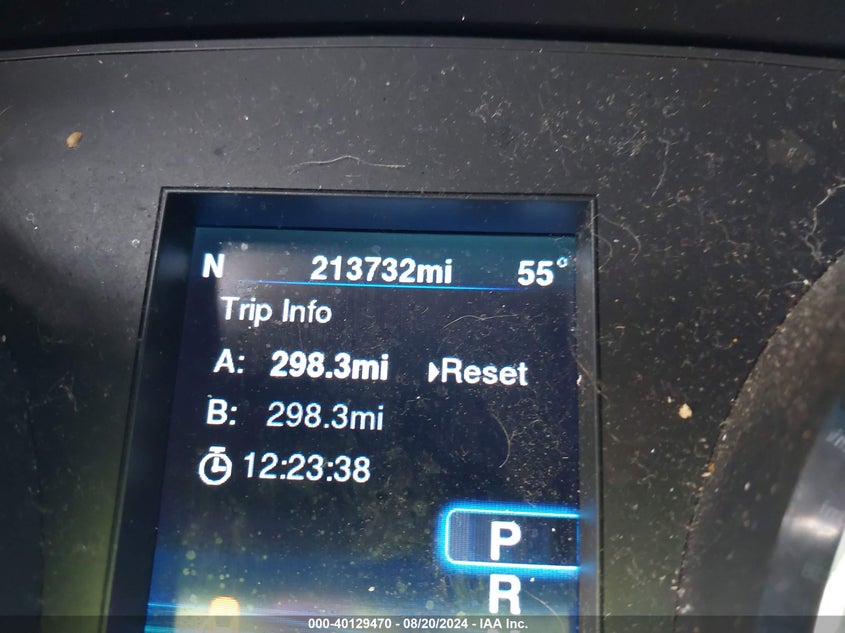 N 213732mi 55°
Trip Info
A: 298.3mi Reset
B: 298.3mi
12:23:38
P
R
000-40129470 - 08/20/2024 - IAA Inc.